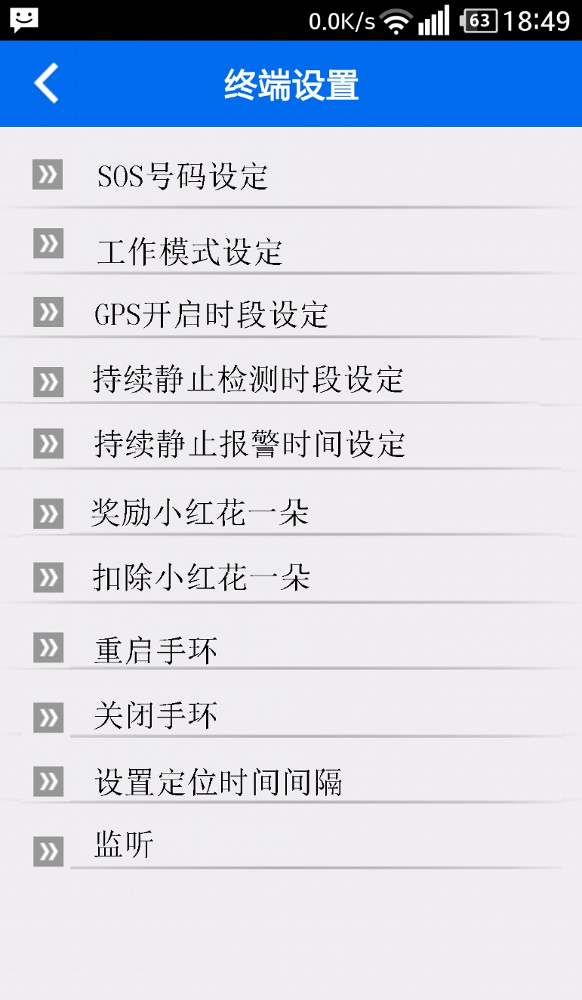 0.0K/s 63 18:49
终端设置
SOS号码设定
工作模式设定
GPS开启时段设定
持续静止检测时段设定
持续静止报警时间设定
奖励小红花一朵
扣除小红花一朵
重启手环
关闭手环
设置定位时间间隔
监听